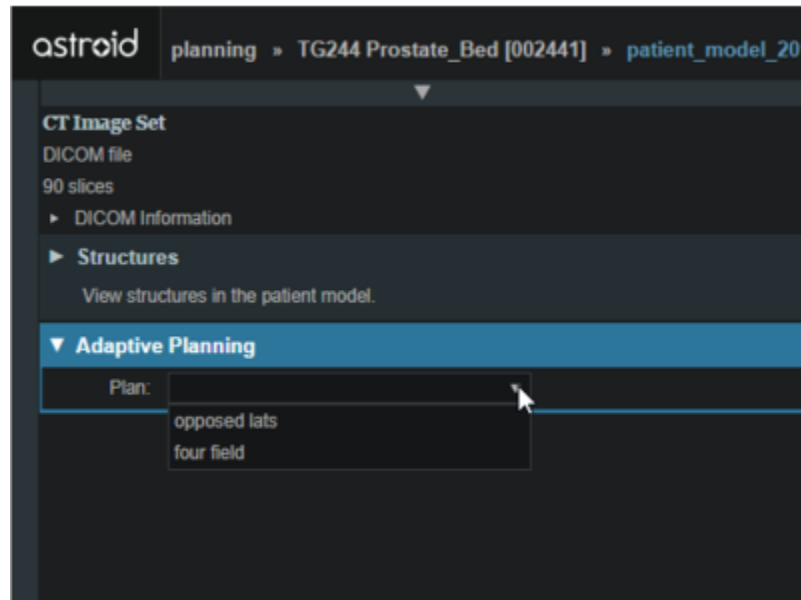 astroid planning » TG244 Prostate_Bed [002441] » patient_model_20
CT Image Set
DICOM file
90 slices
DICOM Information
Structures
View structures in the patient model.
Adaptive Planning
Plan:
opposed lats
four field